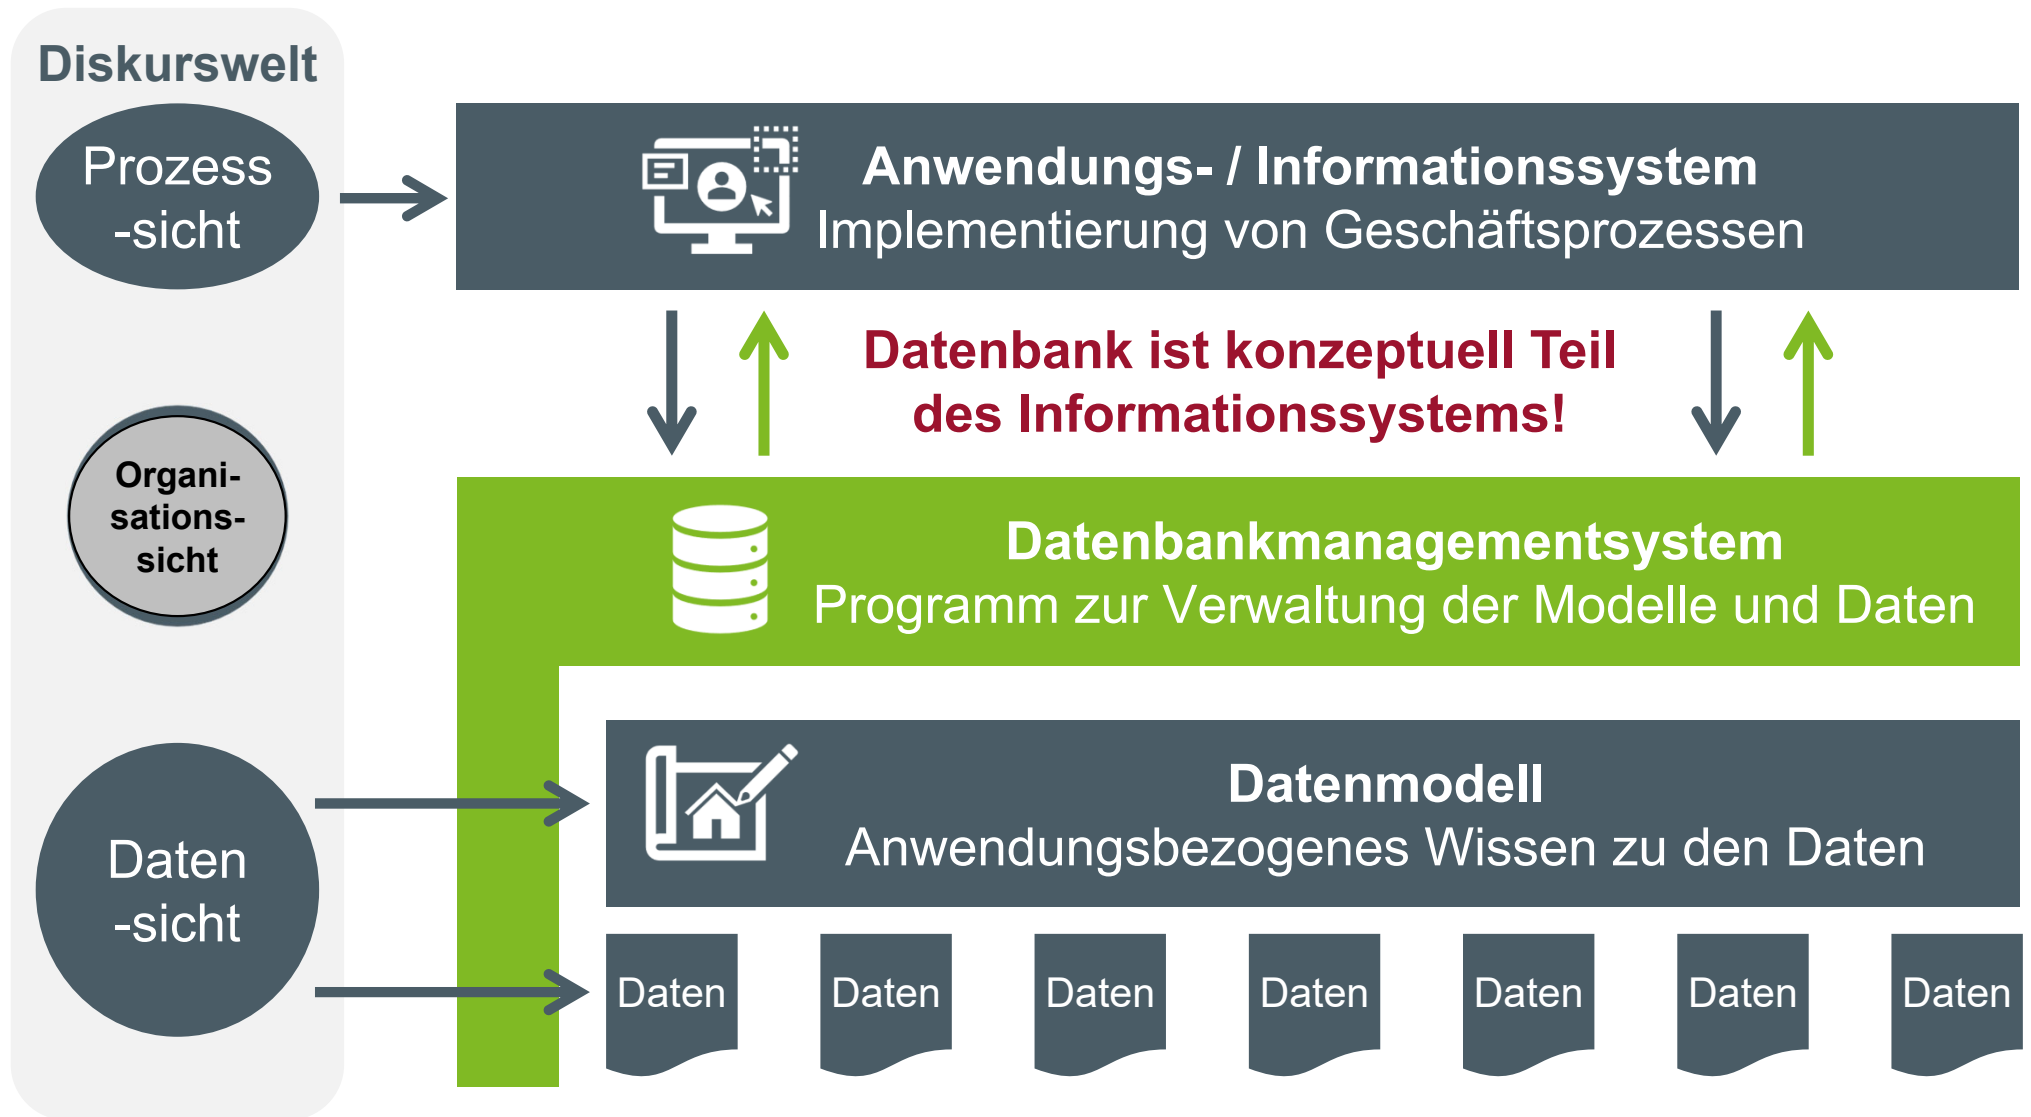 Diskurswelt
Prozess
-sicht
Organi-
sations-
sicht
Daten
-sicht
Anwendungs- / Informationssystem
Implementierung von Geschäftsprozessen
Datenbank ist konzeptuell Teil
des Informationssystems!
Datenbankmanagementsystem
Programm zur Verwaltung der Modelle und Daten
Datenmodell
Anwendungsbezogenes Wissen zu den Daten
Daten
Daten
Daten
Daten
Daten
Daten
Daten